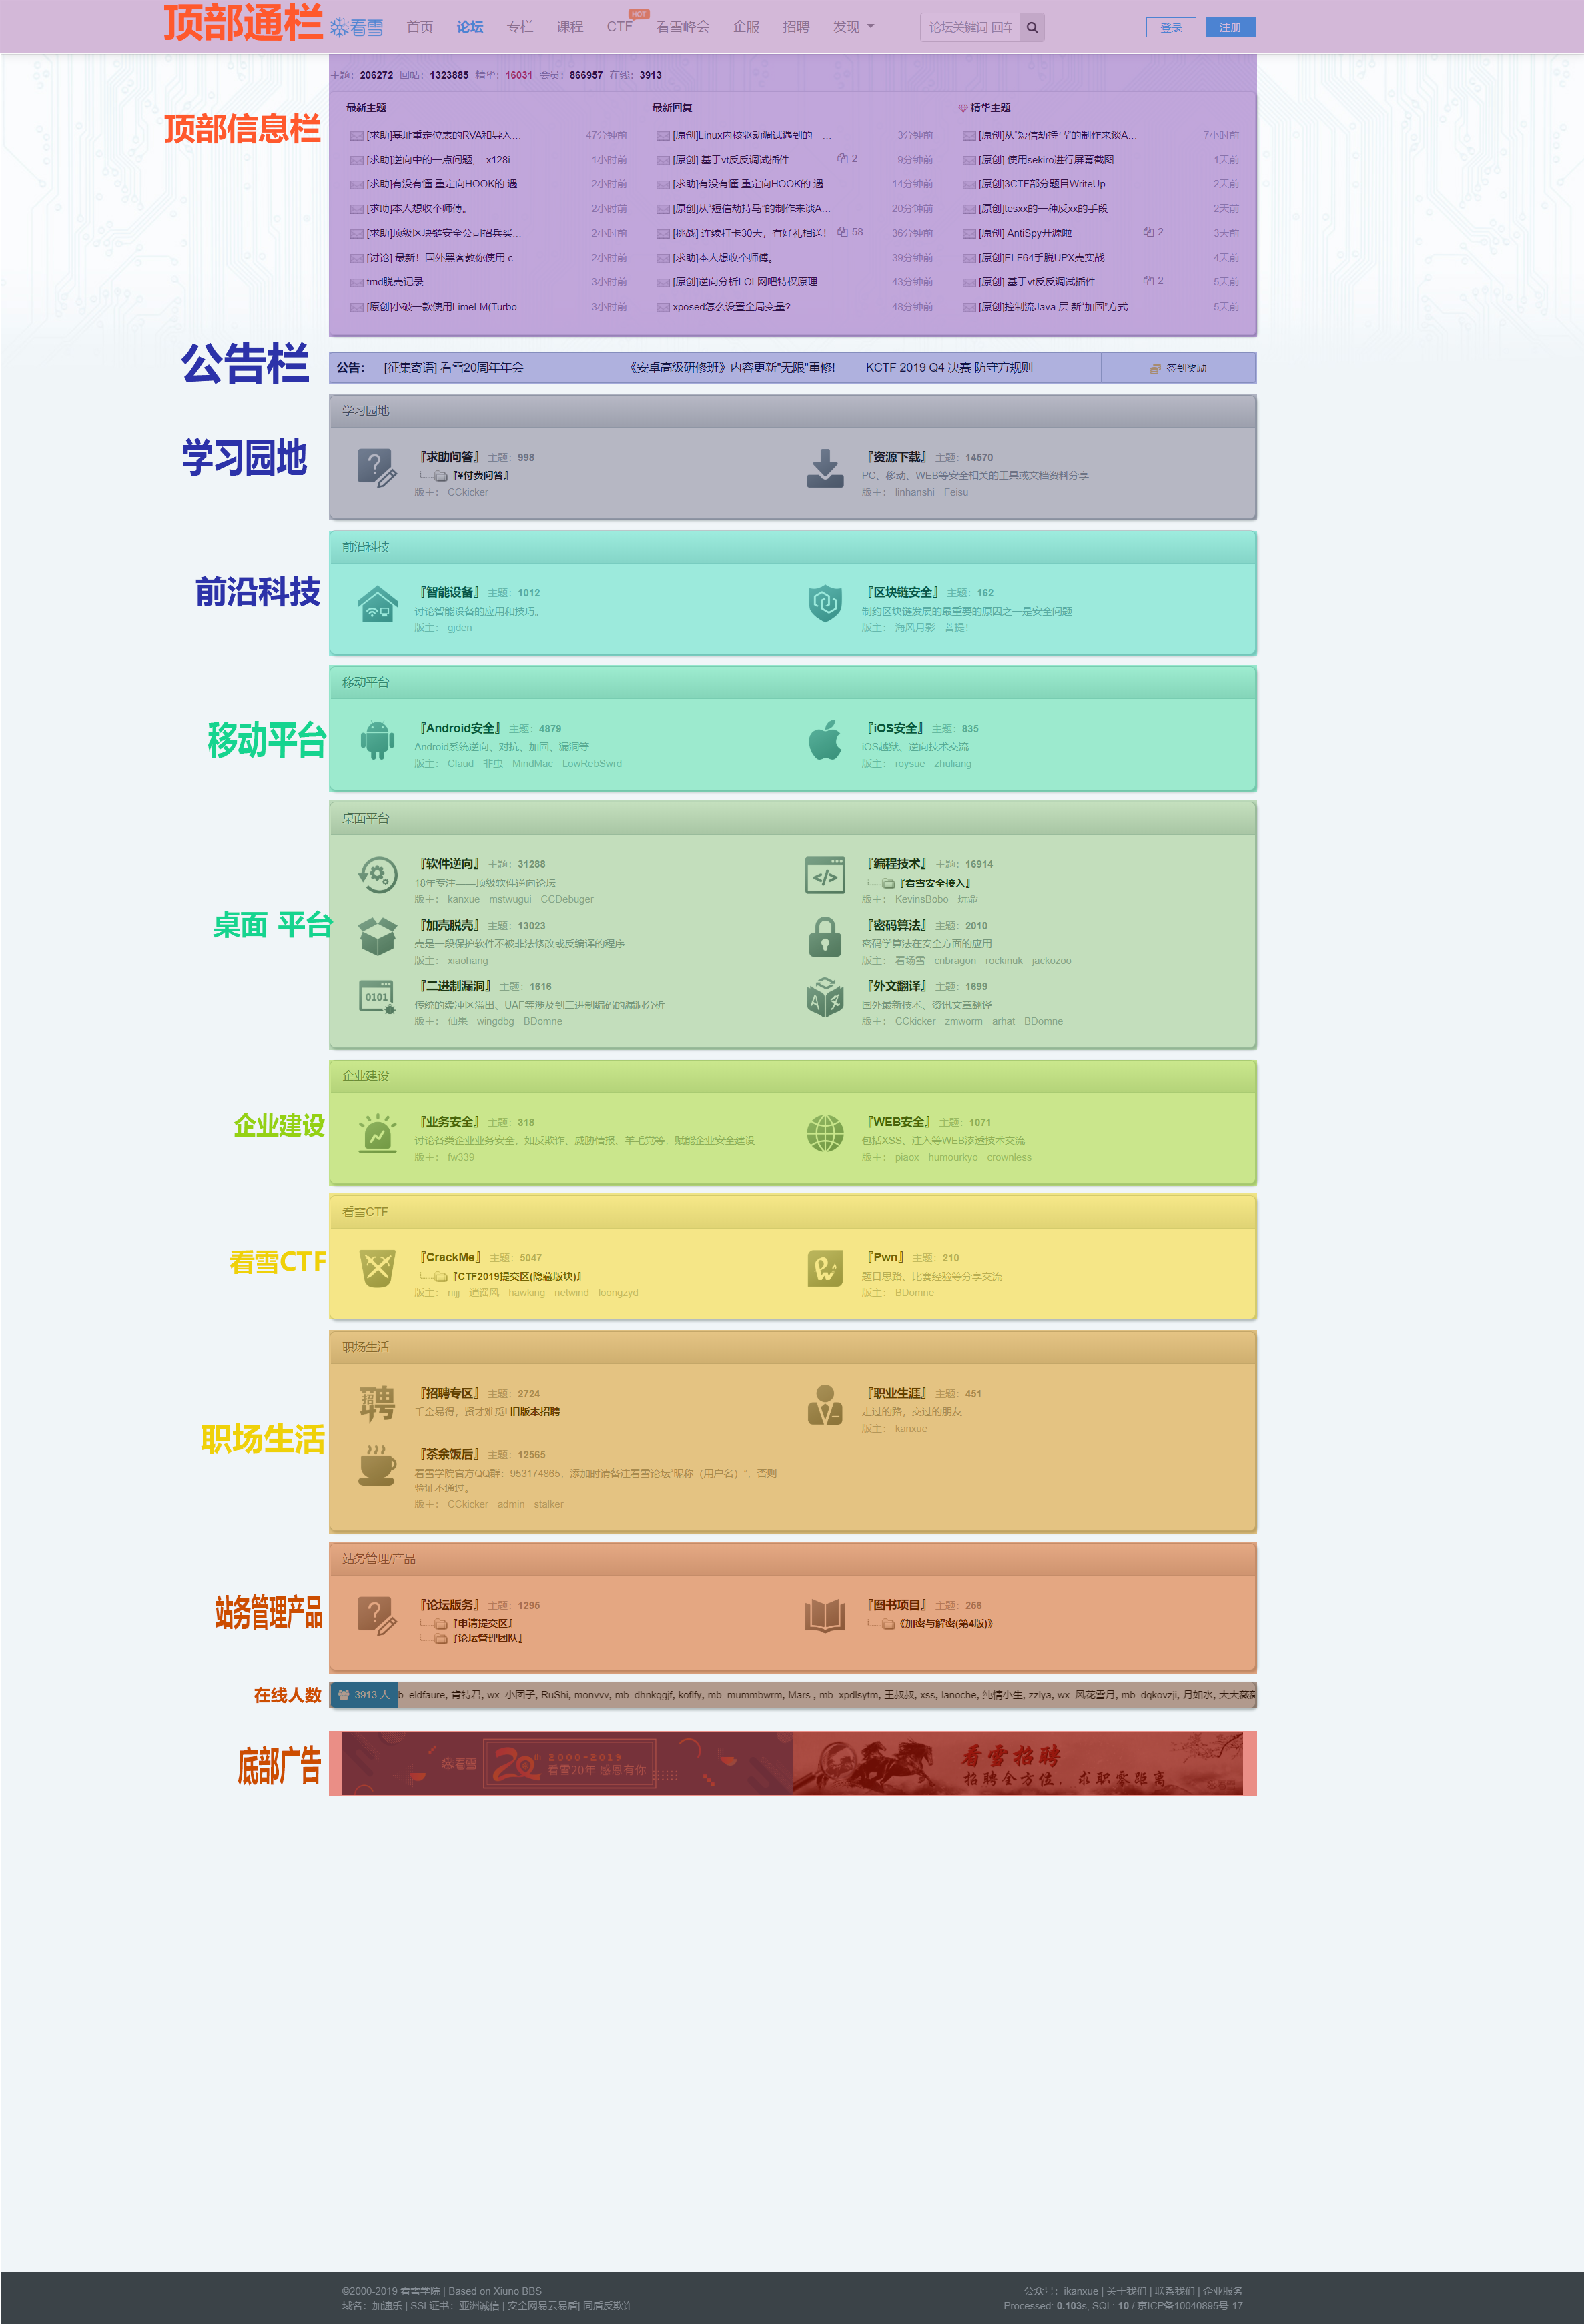 顶部通栏 看雪 首页 论坛 专栏 课程 CTF HOT 看雪峰会 企服 招聘 发现 论坛关键词 回车 登录 注册
主题：206272 回帖：1323885 精华：16031 会员：866957 在线：3913
顶部信息栏
最新主题 最新回复 精华主题
[求助]基址重定位表的RVA和导入... 47分钟前 [原创]Linux内核驱动调试遇到的一... 3分钟前 [原创]从“短信劫持马”的制作来谈A... 7小时前
[求助]逆向中的一点问题,__x128i... 1小时前 [原创] 基于vt反反调试插件 2 9分钟前 [原创] 使用sekiro进行屏幕截图 1天前
[求助]有没有懂 重定向HOOK的 遇... 2小时前 [求助]有没有懂 重定向HOOK的 遇... 14分钟前 [原创]3CTF部分题目WriteUp 2天前
[求助]本人想收个师傅。 2小时前 [原创]从“短信劫持马”的制作来谈A... 20分钟前 [原创]tesxx的一种反xx的手段 2天前
[求助]顶级区块链安全公司招兵买... 2小时前 [挑战] 连续打卡30天，有好礼相送！ 58 36分钟前 [原创] AntiSpy开源啦 2 3天前
[讨论] 最新！国外黑客教你使用 c... 2小时前 [求助]本人想收个师傅。 39分钟前 [原创]ELF64手脱UPX壳实战 4天前
tmd脱壳记录 3小时前 [原创]逆向分析LOL网吧特权原理... 43分钟前 [原创] 基于vt反反调试插件 2 5天前
[原创]小破一款使用LimeLM(Turbo... 3小时前 xposed怎么设置全局变量? 48分钟前 [原创]控制流Java 层 新“加固”方式 5天前
公告栏
公告： [征集寄语] 看雪20周年年会 《安卓高级研修班》内容更新"无限"重修! KCTF 2019 Q4 决赛 防守方规则 签到奖励
学习园地
学习园地
『求助问答』 主题：998 『资源下载』 主题：14570
『¥付费问答』 PC、移动、WEB等安全相关的工具或文档资料分享
版主： CCkicker 版主： linhanshi Feisu
前沿科技
前沿科技
『智能设备』 主题：1012 『区块链安全』 主题：162
讨论智能设备的应用和技巧。 制约区块链发展的最重要的原因之一是安全问题
版主： gjden 版主： 海风月影 菩提！
移动平台
移动平台
『Android安全』 主题：4879 『iOS安全』 主题：835
Android系统逆向、对抗、加固、漏洞等 iOS越狱、逆向技术交流
版主： Claud 非虫 MindMac LowRebSwrd 版主： roysue zhuliang
桌面平台
桌面 平台
『软件逆向』 主题：31288 『编程技术』 主题：16914
18年专注——顶级软件逆向论坛 『看雪安全接入』
版主： kanxue mstwugui CCDebuger 版主： KevinsBobo 玩命
『加壳脱壳』 主题：13023 『密码算法』 主题：2010
壳是一段保护软件不被非法修改或反编译的程序 密码学算法在安全方面的应用
版主： xiaohang 版主： 看场雪 cnbragon rockinuk jackozoo
0101 『二进制漏洞』 主题：1616 『外文翻译』 主题：1699
传统的缓冲区溢出、UAF等涉及到二进制编码的漏洞分析 国外最新技术、资讯文章翻译
版主： 仙果 wingdbg BDomne 版主： CCkicker zmworm arhat BDomne
企业建设
企业建设
『业务安全』 主题：318 『WEB安全』 主题：1071
讨论各类企业业务安全，如反欺诈、威胁情报、羊毛党等，赋能企业安全建设 包括XSS、注入等WEB渗透技术交流
版主： fw339 版主： piaox humourkyo crownless
看雪CTF
看雪CTF
『CrackMe』 主题：5047 『Pwn』 主题：210
『CTF2019提交区(隐藏版块)』 题目思路、比赛经验等分享交流
版主： nijj 逍遥风 hawking netwind loongzyd 版主： BDomne
职场生活
职场生活
招聘 『招聘专区』 主题：2724 『职业生涯』 主题：451
千金易得，贤才难觅! 旧版本招聘 走过的路，交过的朋友
版主： kanxue
『茶余饭后』 主题：12565
看雪学院官方QQ群：953174865，添加时请备注看雪论坛“昵称（用户名）”，否则
验证不通过。
版主： CCkicker admin stalker
站务管理/产品
站务管理产品
『论坛版务』 主题：1295 『图书项目』 主题：256
『申请提交区』 《加密与解密(第4版)》
『论坛管理团队』
在线人数 3913 人 b_eldfaure, 肯特君, wx_小团子, RuShi, monvvv, mb_dhnkqgjf, koflfy, mb_mummbwrm, Mars., mb_xpdlsytm, 王叔叔, xss, lanoche, 纯情小生, zzlya, wx_风花雪月, mb_dqkovzji, 月如水, 大大薇薇
底部广告
看雪 20th 2000-2019 看雪20年 感恩有你
看雪招聘
招聘全方位，求职零距离
©2000-2019 看雪学院 | Based on Xiuno BBS 公众号：ikanxue | 关于我们 | 联系我们 | 企业服务
域名：加速乐 | SSL证书：亚洲诚信 | 安全网易云易盾| 同盾反欺诈 Processed: 0.103s, SQL: 10 / 京ICP备10040895号-17